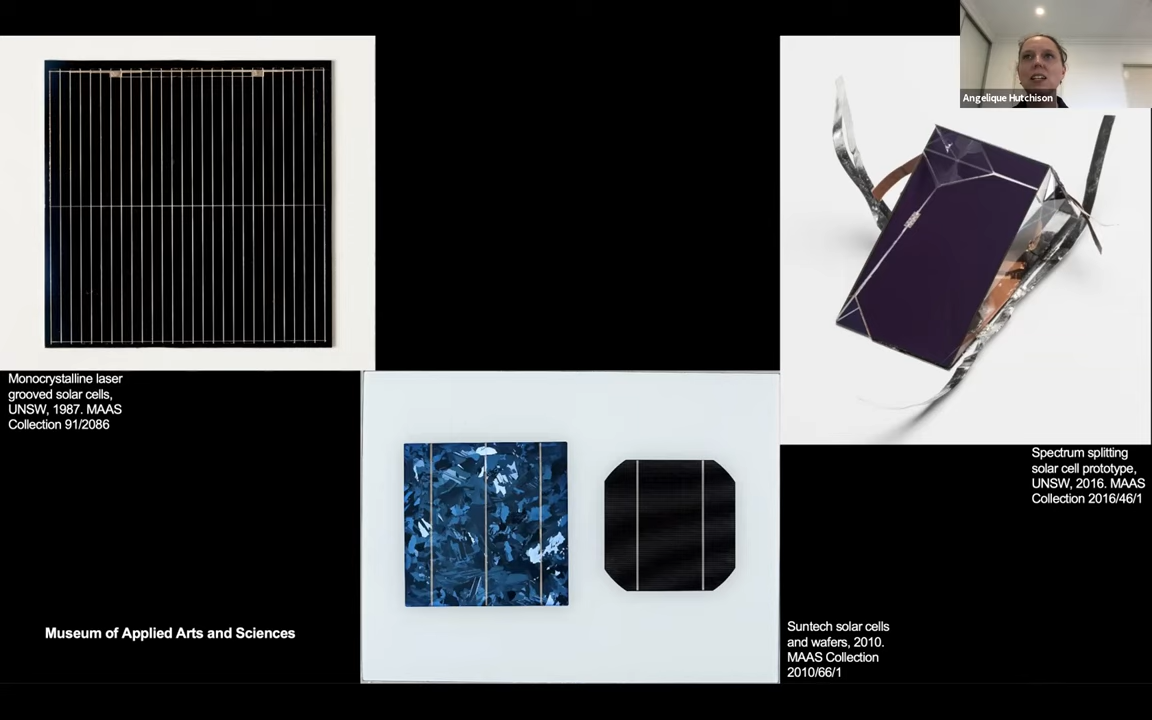 Angelique Hutchison
Monocrystalline laser
grooved solar cells,
UNSW, 1987. MAAS
Collection 91/2086
Spectrum splitting
solar cell prototype,
UNSW, 2016. MAAS
Collection 2016/46/1
Suntech solar cells
and wafers, 2010.
MAAS Collection
2010/66/1
Museum of Applied Arts and Sciences